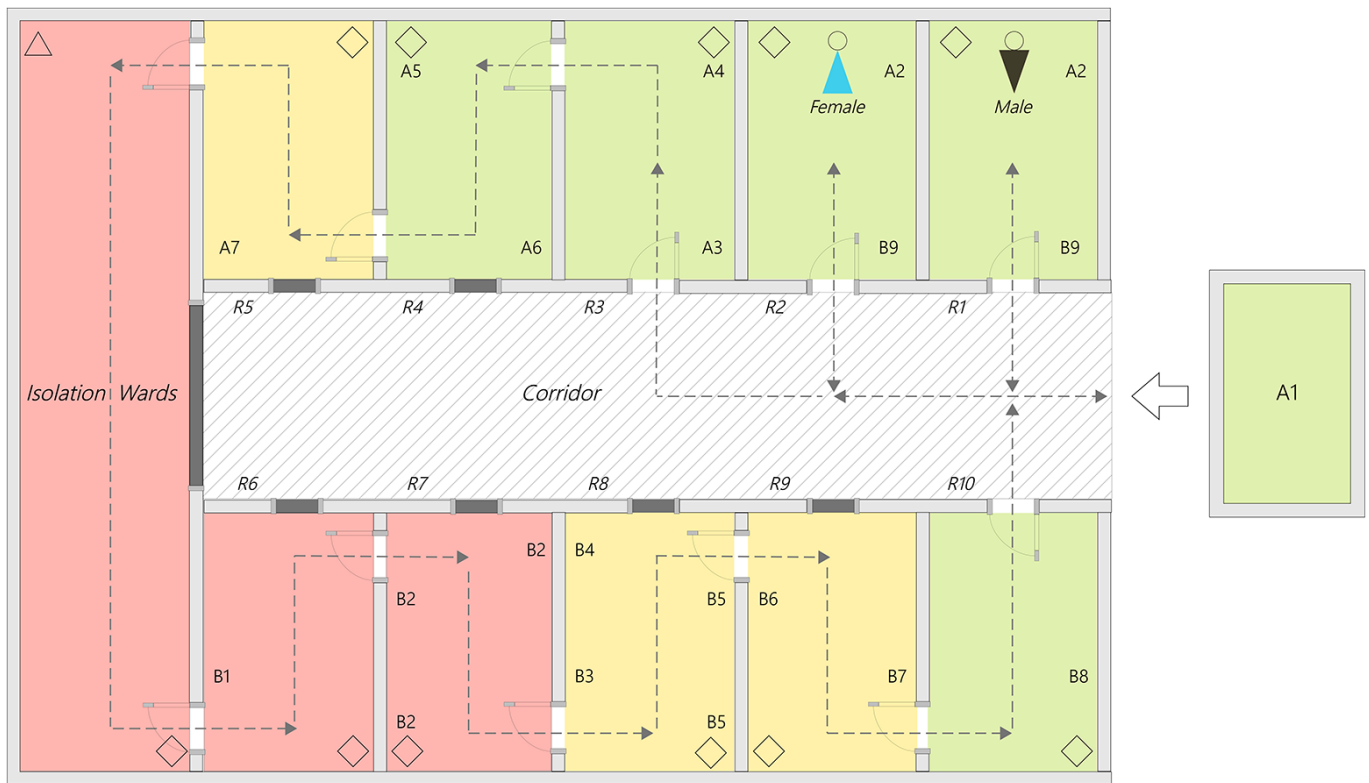 A5
A4
A2
A2
Female
Male
A7
A6
A3
B9
B9
R5
R4
R3
R2
R1
Isolation Wards
Corridor
A1
R6
R7
R8
R9
R10
B2
B4
B2
B5
B6
B1
B3
B7
B8
B2
B5